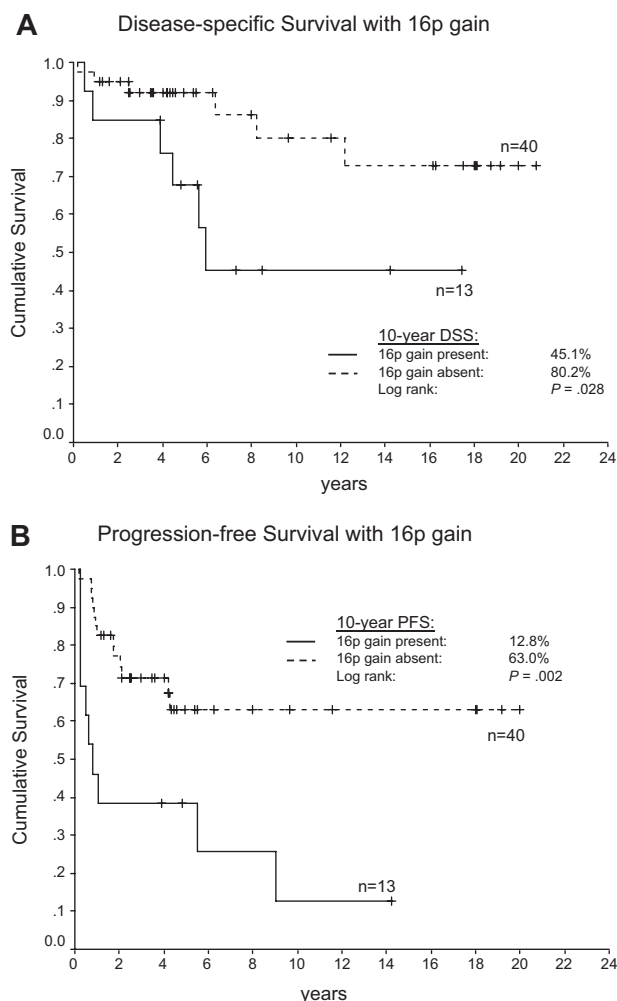 A
Disease-specific Survival with 16p gain
Cumulative Survival
1.0
.9
.8
.7
.6
.5
.4
.3
.2
.1
0.0
n=40
n=13
10-year DSS:
16p gain present: 45.1%
16p gain absent: 80.2%
Log rank: P = .028
0 2 4 6 8 10 12 14 16 18 20 22 24
years
B
Progression-free Survival with 16p gain
Cumulative Survival
1.0
.9
.8
.7
.6
.5
.4
.3
.2
.1
0.0
10-year PFS:
16p gain present: 12.8%
16p gain absent: 63.0%
Log rank: P = .002
n=40
n=13
0 2 4 6 8 10 12 14 16 18 20 22 24
years